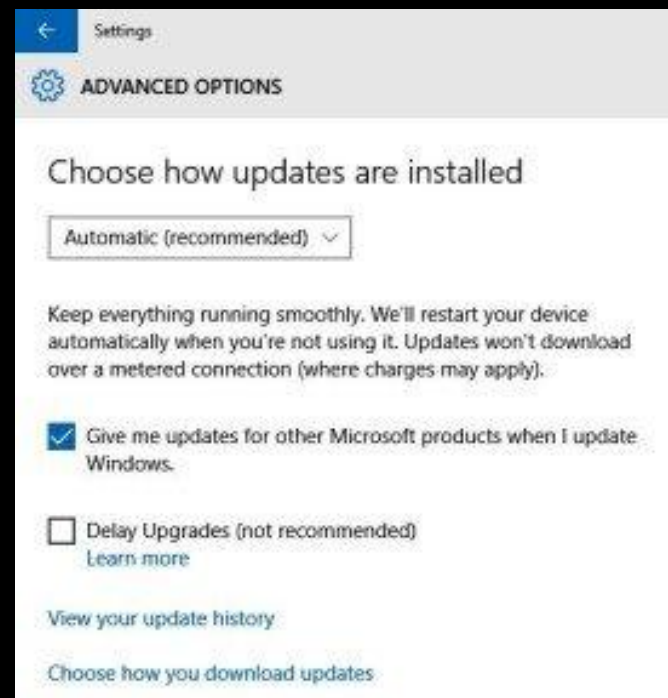 Settings
ADVANCED OPTIONS
Choose how updates are installed
Automatic (recommended)
Keep everything running smoothly. We'll restart your device
automatically when you're not using it. Updates won't download
over a metered connection (where charges may apply).
Give me updates for other Microsoft products when I update
Windows.
Delay Upgrades (not recommended)
Learn more
View your update history
Choose how you download updates